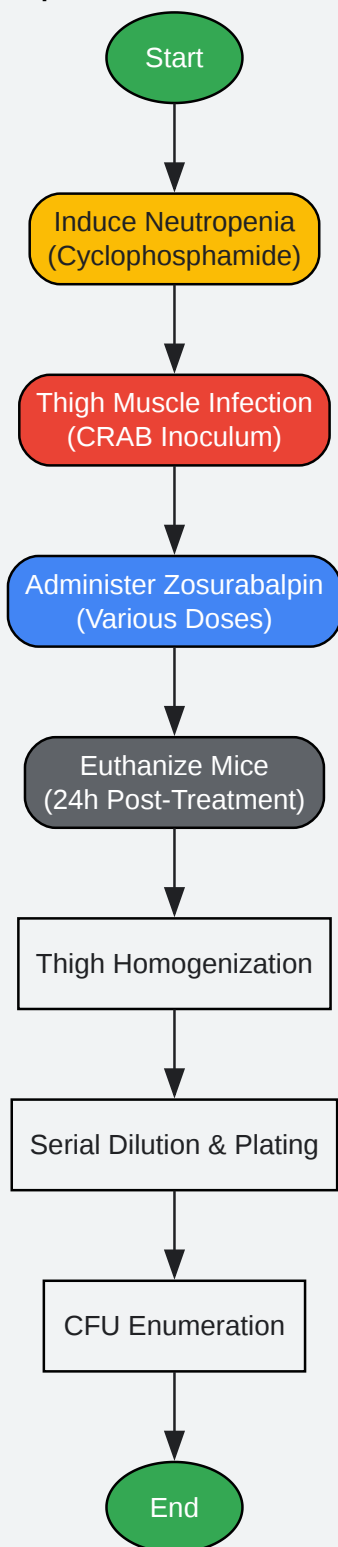 Start
Induce Neutropenia
(Cyclophosphamide)
Thigh Muscle Infection
(CRAB Inoculum)
Administer Zosurabalpin
(Various Doses)
Euthanize Mice
(24h Post-Treatment)
Thigh Homogenization
Serial Dilution & Plating
CFU Enumeration
End